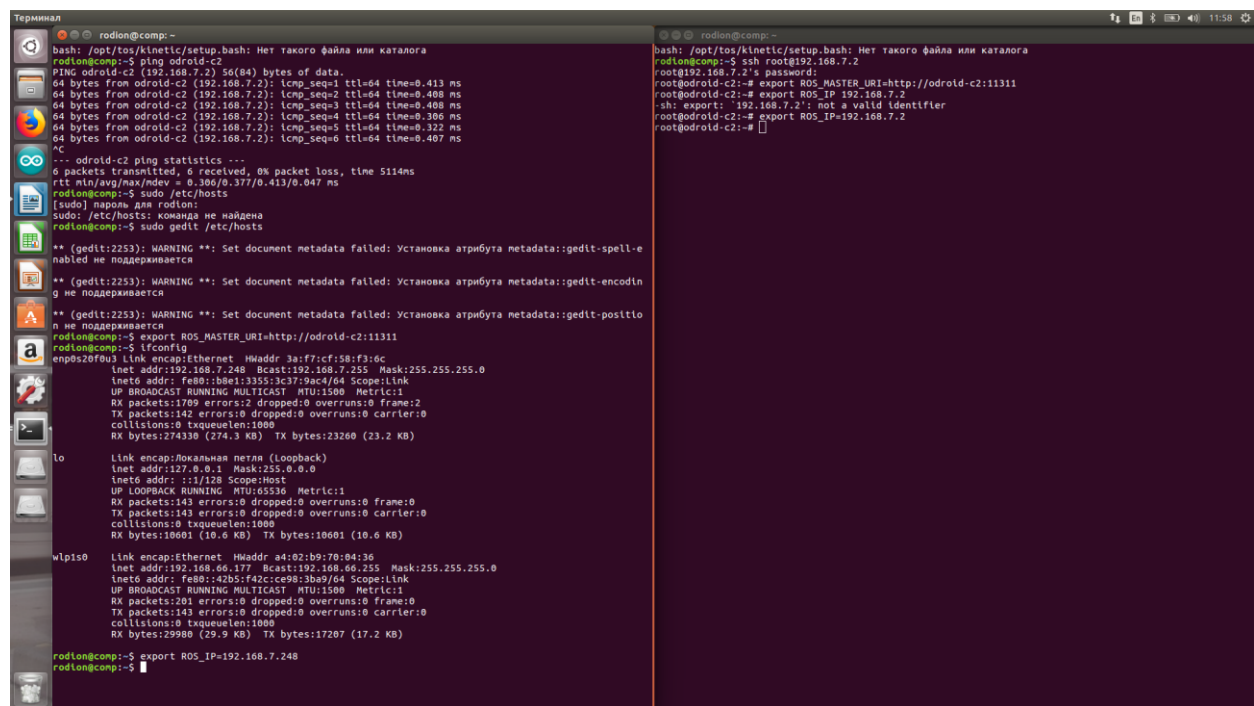 Терминал
En
11:58
rodion@comp: ~
bash: /opt/tos/kinetic/setup.bash: Нет такого файла или каталога
rodion@comp:~$ ping odroid-c2
PING odroid-c2 (192.168.7.2) 56(84) bytes of data.
64 bytes from odroid-c2 (192.168.7.2): icmp_seq=1 ttl=64 time=0.413 ms
64 bytes from odroid-c2 (192.168.7.2): icmp_seq=2 ttl=64 time=0.408 ms
64 bytes from odroid-c2 (192.168.7.2): icmp_seq=3 ttl=64 time=0.408 ms
64 bytes from odroid-c2 (192.168.7.2): icmp_seq=4 ttl=64 time=0.306 ms
64 bytes from odroid-c2 (192.168.7.2): icmp_seq=5 ttl=64 time=0.322 ms
64 bytes from odroid-c2 (192.168.7.2): icmp_seq=6 ttl=64 time=0.407 ms
^C
--- odroid-c2 ping statistics ---
6 packets transmitted, 6 received, 0% packet loss, time 5114ms
rtt min/avg/max/mdev = 0.306/0.377/0.413/0.047 ms
rodion@comp:~$ sudo /etc/hosts
[sudo] пароль для rodion:
sudo: /etc/hosts: команда не найдена
rodion@comp:~$ sudo gedit /etc/hosts
** (gedit:2253): WARNING **: Set document metadata failed: Установка атрибута metadata::gedit-spell-e
nabled не поддерживается
** (gedit:2253): WARNING **: Set document metadata failed: Установка атрибута metadata::gedit-encodin
g не поддерживается
** (gedit:2253): WARNING **: Set document metadata failed: Установка атрибута metadata::gedit-positio
n не поддерживается
rodion@comp:~$ export ROS_MASTER_URI=http://odroid-c2:11311
rodion@comp:~$ ifconfig
enp0s20f0u3 Link encap:Ethernet  HWaddr 3a:f7:cf:58:f3:6c
inet addr:192.168.7.248  Bcast:192.168.7.255  Mask:255.255.255.0
inet6 addr: fe80::b8e1:3355:3c37:9ac4/64 Scope:Link
UP BROADCAST RUNNING MULTICAST  MTU:1500  Metric:1
RX packets:1709 errors:2 dropped:0 overruns:0 frame:2
TX packets:142 errors:0 dropped:0 overruns:0 carrier:0
collisions:0 txqueuelen:1000
RX bytes:274330 (274.3 KB)  TX bytes:23260 (23.2 KB)
lo        Link encap:Локальная петля (Loopback)
inet addr:127.0.0.1  Mask:255.0.0.0
inet6 addr: ::1/128 Scope:Host
UP LOOPBACK RUNNING  MTU:65536  Metric:1
RX packets:143 errors:0 dropped:0 overruns:0 frame:0
TX packets:143 errors:0 dropped:0 overruns:0 carrier:0
collisions:0 txqueuelen:1000
RX bytes:10601 (10.6 KB)  TX bytes:10601 (10.6 KB)
wlp1s0    Link encap:Ethernet  HWaddr a4:02:b9:70:04:36
inet addr:192.168.66.177  Bcast:192.168.66.255  Mask:255.255.255.0
inet6 addr: fe80::42b5:f42c:ce98:3ba9/64 Scope:Link
UP BROADCAST RUNNING MULTICAST  MTU:1500  Metric:1
RX packets:201 errors:0 dropped:0 overruns:0 frame:0
TX packets:143 errors:0 dropped:0 overruns:0 carrier:0
collisions:0 txqueuelen:1000
RX bytes:29980 (29.9 KB)  TX bytes:17207 (17.2 KB)
rodion@comp:~$ export ROS_IP=192.168.7.248
rodion@comp:~$
rodion@comp: ~
bash: /opt/tos/kinetic/setup.bash: Нет такого файла или каталога
rodion@comp:~$ ssh root@192.168.7.2
root@192.168.7.2's password:
root@odroid-c2:~# export ROS_MASTER_URI=http://odroid-c2:11311
root@odroid-c2:~# export ROS_IP 192.168.7.2
-sh: export: `192.168.7.2': not a valid identifier
root@odroid-c2:~# export ROS_IP=192.168.7.2
root@odroid-c2:~#